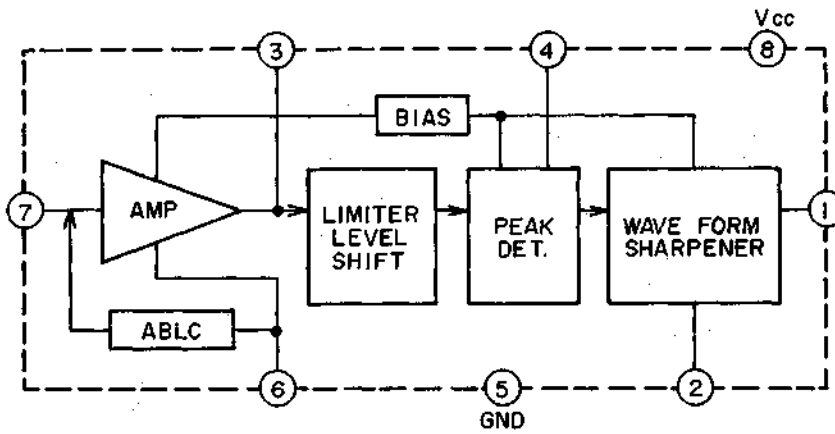 Vcc
3
4
8
BIAS
7
AMP
LIMITER
LEVEL
SHIFT
PEAK
DET.
WAVE FORM
SHARPENER
1
ABLC
6
5
2
GND